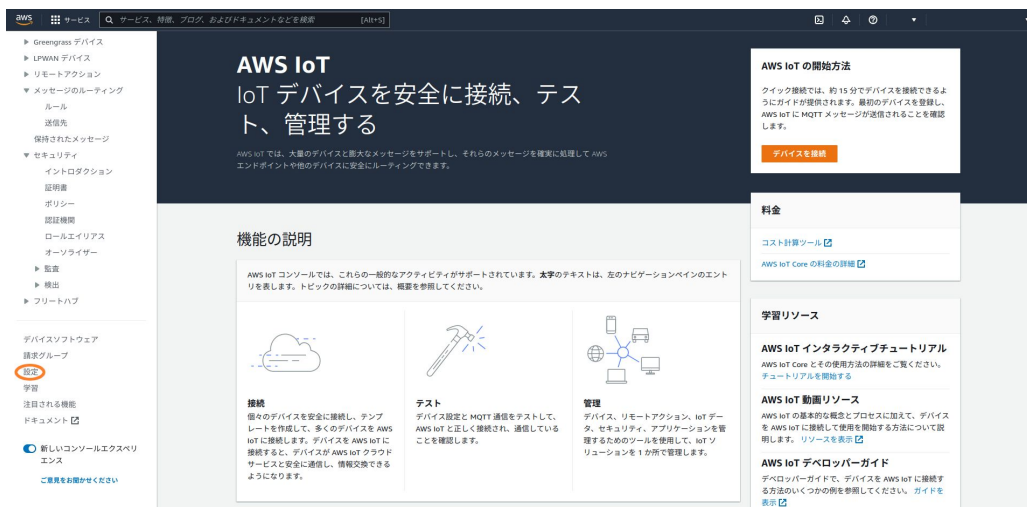 aws
サービス
サービス、特徴、ブログ、およびドキュメントなどを検索
[Alt+S]
Greengrass デバイス
LPWAN デバイス
リモートアクション
メッセージのルーティング
ルール
送信先
保持されたメッセージ
セキュリティ
イントロダクション
証明書
ポリシー
認証機関
ロールエイリアス
オーソライザー
監査
検出
フリートハブ
デバイスソフトウェア
請求グループ
設定
学習
注目される機能
ドキュメント
新しいコンソールエクスペリ
エンス
ご意見をお聞かせください
AWS IoT
IoT デバイスを安全に接続、テス
ト、管理する
AWS IoT では、大量のデバイスと膨大なメッセージをサポートし、それらのメッセージを確実に処理して AWS
エンドポイントや他のデバイスに安全にルーティングできます。
AWS IoT の開始方法
クイック接続では、約 15 分でデバイスを接続できるよ
うにガイドが提供されます。最初のデバイスを登録し、
AWS IoT に MQTT メッセージが送信されることを確認
します。
デバイスを接続
料金
コスト計算ツール
AWS IoT Core の料金の詳細
機能の説明
AWS IoT コンソールでは、これらの一般的なアクティビティがサポートされています。太字のテキストは、左のナビゲーションペインのエント
リを表します。トピックの詳細については、概要を参照してください。
接続
個々のデバイスを安全に接続し、テンプ
レートを作成して、多くのデバイスを AWS
IoT に接続します。デバイスを AWS IoT に
接続すると、デバイスが AWS IoT クラウド
サービスと安全に通信し、情報交換できる
ようになります。
テスト
デバイス設定と MQTT 通信をテストして、
AWS IoT と正しく接続され、通信している
ことを確認します。
管理
デバイス、リモートアクション、IoT デー
タ、セキュリティ、アプリケーションを管
理するためのツールを使用して、IoT ソ
リューションを 1 か所で管理します。
学習リソース
AWS IoT インタラクティブチュートリアル
AWS IoT Core とその使用方法の詳細をご覧ください。
チュートリアルを開始する
AWS IoT 動画リソース
AWS IoT の基本的な概念とプロセスに加えて、デバイス
を AWS IoT に接続して使用を開始する方法について説
明します。 リソースを表示
AWS IoT デベロッパーガイド
デベロッパーガイドで、デバイスを AWS IoT に接続す
る方法のいくつかの例を参照してください。 ガイドを
表示